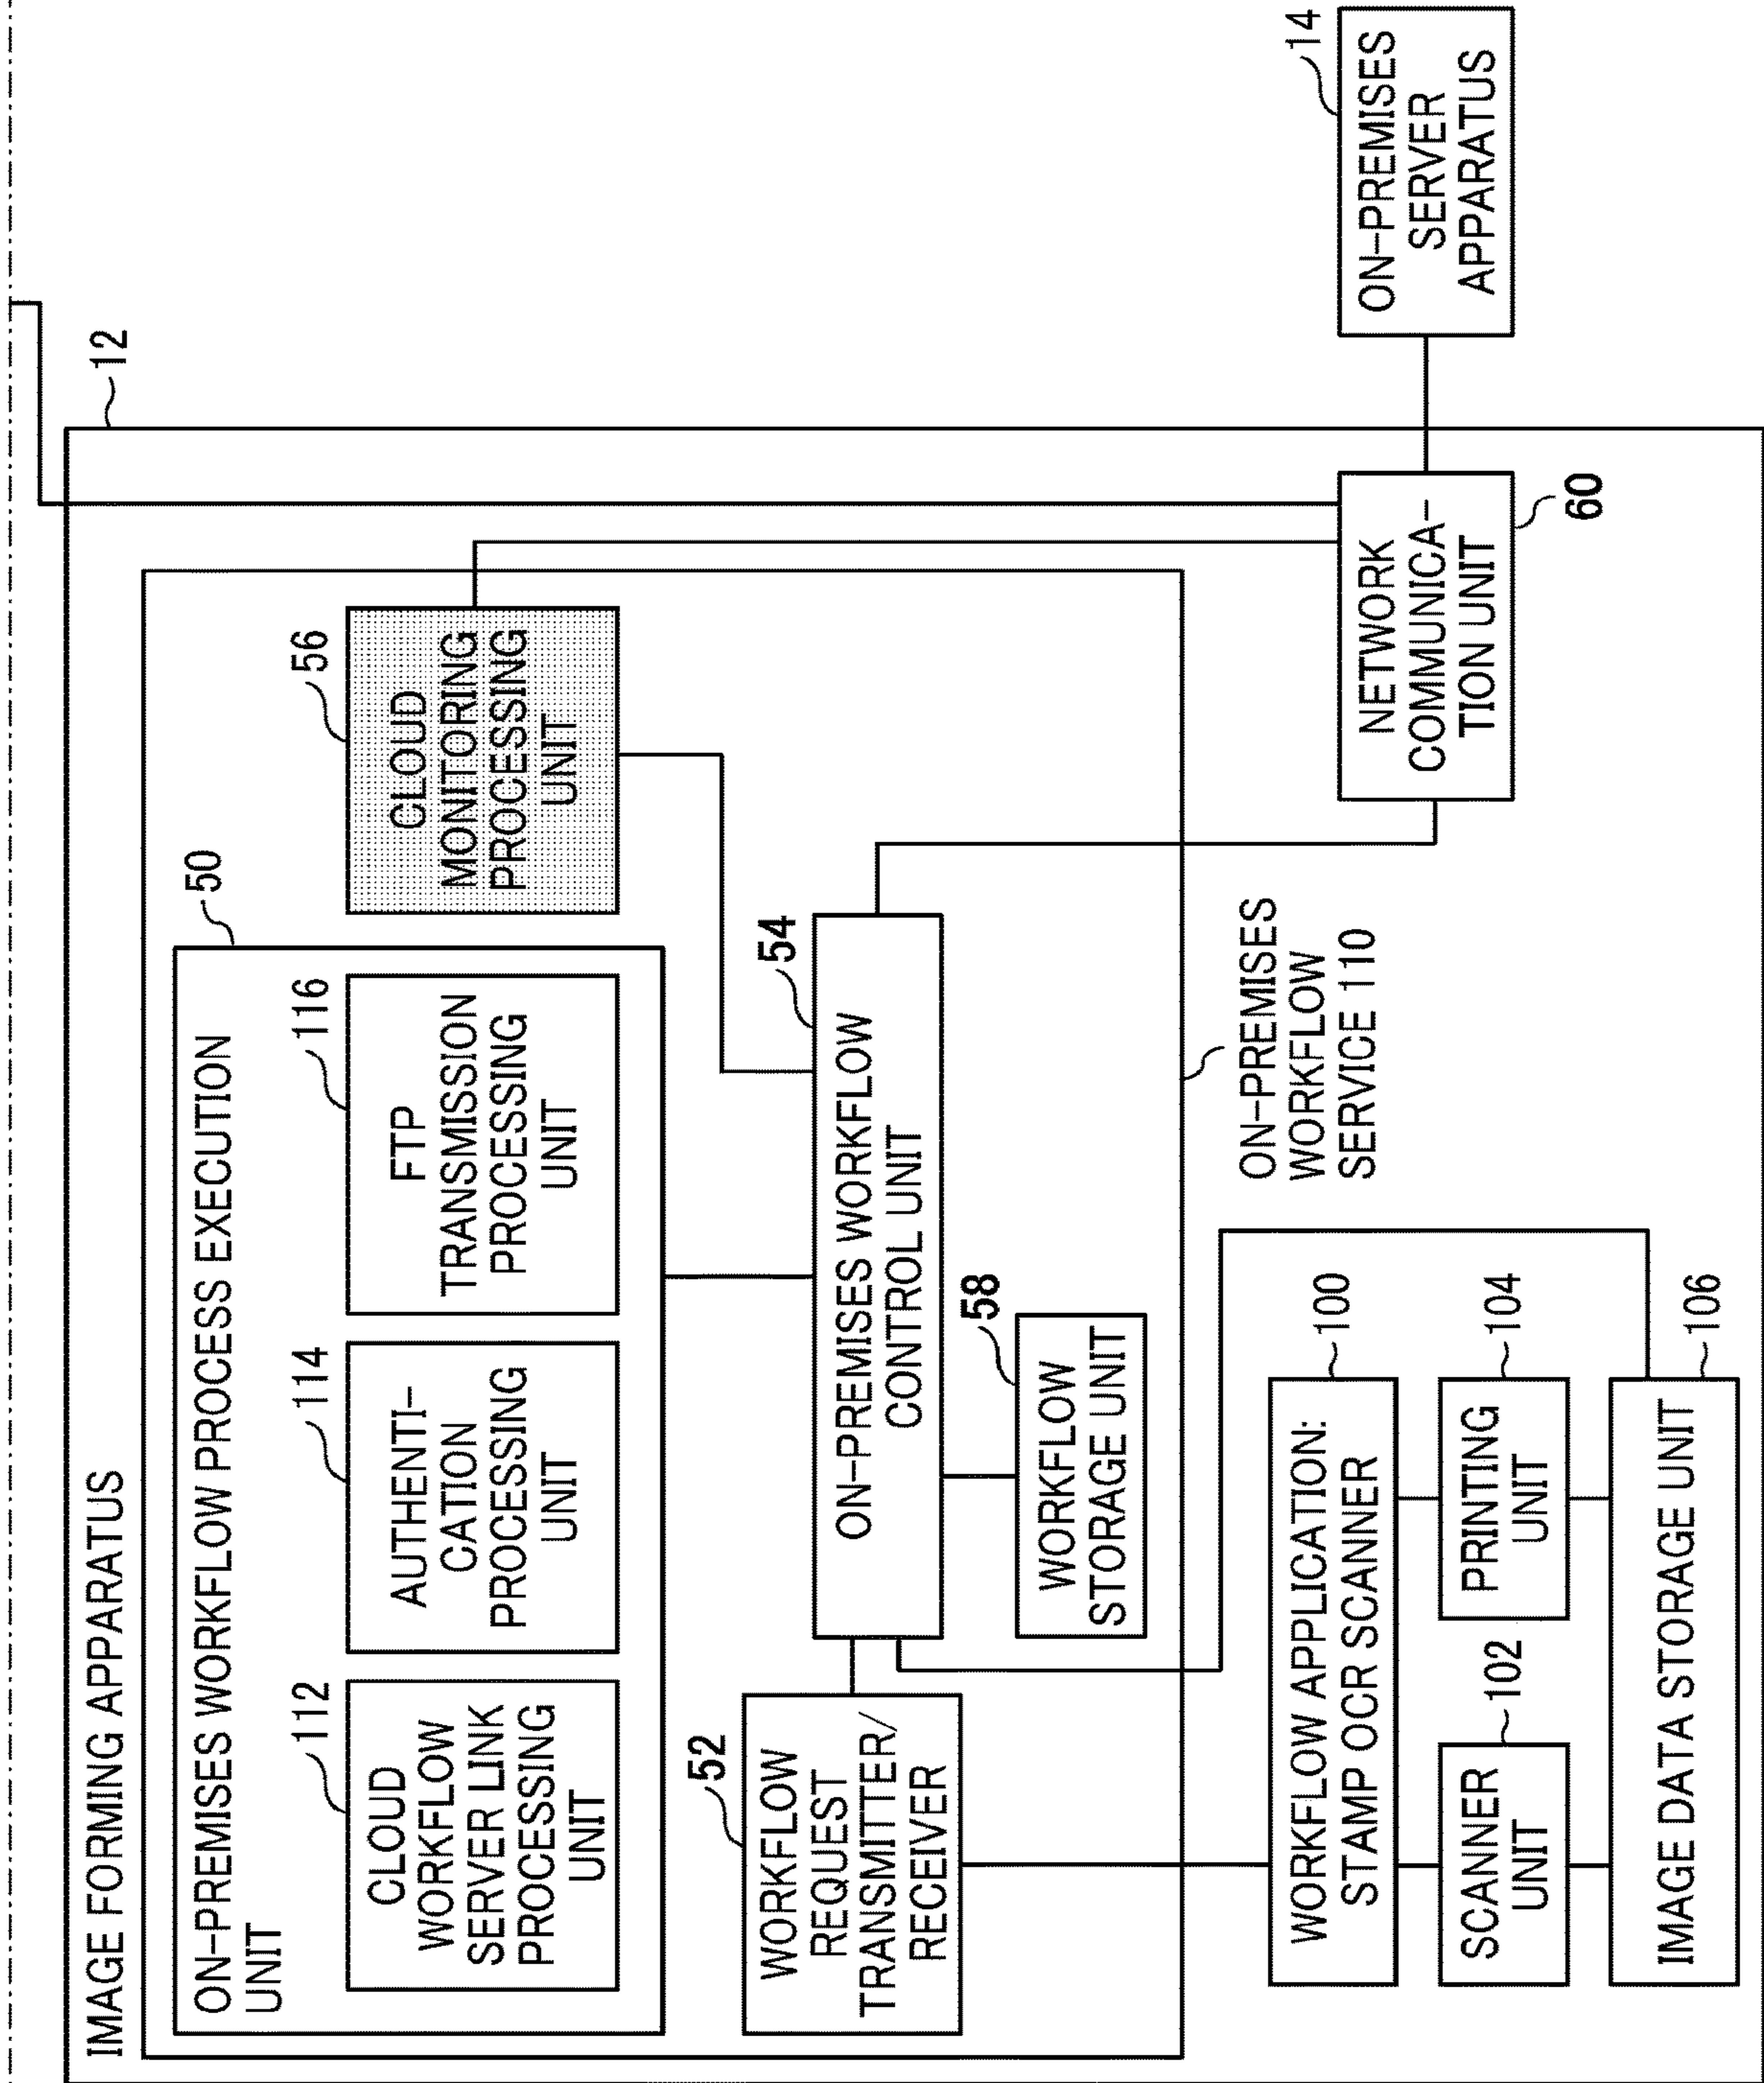 IMAGE FORMING APPARATUS
12
ON-PREMISES WORKFLOW PROCESS EXECUTION
UNIT
50
CLOUD
WORKFLOW
SERVER LINK
PROCESSING
UNIT
112
AUTHENTI-
CATION
PROCESSING
UNIT
114
FTP
TRANSMISSION
PROCESSING
UNIT
116
CLOUD
MONITORING
PROCESSING
UNIT
56
WORKFLOW
REQUEST
TRANSMITTER/
RECEIVER
52
ON-PREMISES WORKFLOW
CONTROL UNIT
54
WORKFLOW
STORAGE UNIT
58
ON-PREMISES
WORKFLOW
SERVICE 110
WORKFLOW APPLICATION:
STAMP OCR SCANNER
100
SCANNER
UNIT
102
PRINTING
UNIT
104
IMAGE DATA STORAGE UNIT
106
NETWORK
COMMUNICA-
TION UNIT
60
ON-PREMISES
SERVER
APPARATUS
14